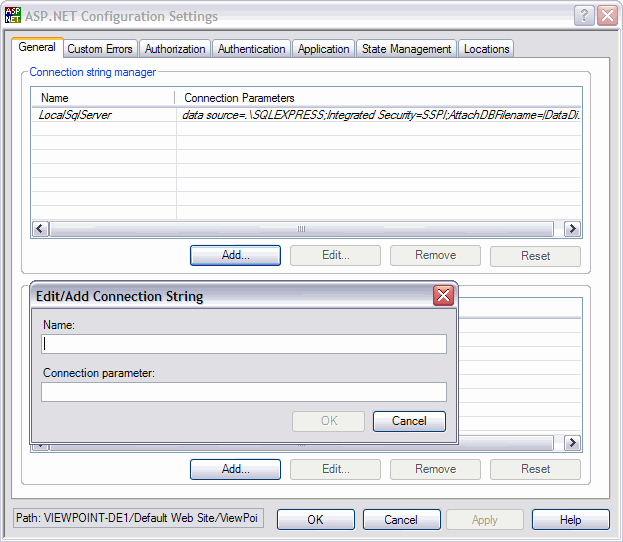 ASP.NET ASP.NET Configuration Settings
General Custom Errors Authorization Authentication Application State Management Locations
Connection string manager
Name Connection Parameters
LocalSqlServer data source=.\SQLEXPRESS;Integrated Security=SSPI;AttachDBFilename=|DataDi...
Add... Edit... Remove Reset
Edit/Add Connection String
Name:
Connection parameter:
OK Cancel
Add... Edit... Remove Reset
Path: VIEWPOINT-DE1/Default Web Site/ViewPoi
OK Cancel Apply Help